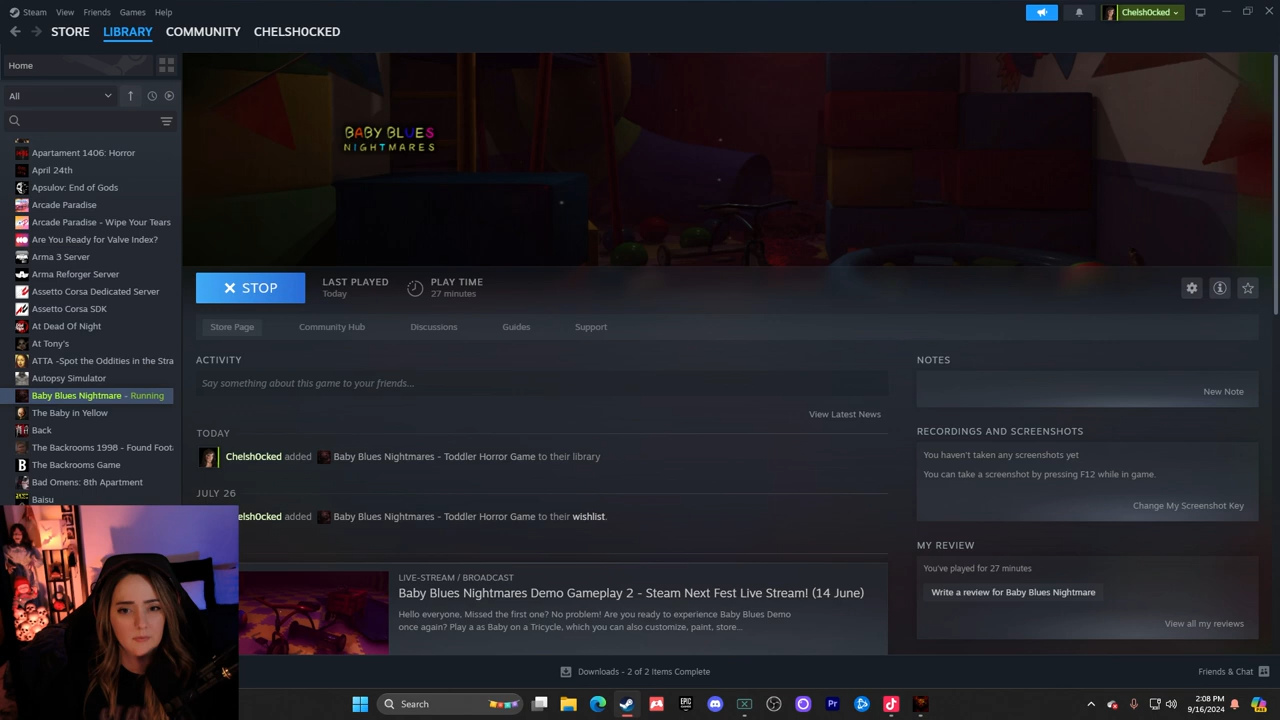 Steam View Friends Games Help Chelsh0cked
STORE LIBRARY COMMUNITY CHELSH0CKED
Home
All
Apartament 1406: Horror
April 24th
Apsulov: End of Gods
Arcade Paradise
Arcade Paradise - Wipe Your Tears
Are You Ready for Valve Index?
Arma 3 Server
Arma Reforger Server
Assetto Corsa Dedicated Server
Assetto Corsa SDK
At Dead Of Night
At Tony's
ATTA -Spot the Oddities in the Stra
Autopsy Simulator
Baby Blues Nightmare - Running
The Baby in Yellow
Back
The Backrooms 1998 - Found Foot
The Backrooms Game
Bad Omens: 8th Apartment
Baisu
BABY BLUES
NIGHTMARES
STOP
LAST PLAYED
Today
PLAY TIME
27 minutes
Store Page Community Hub Discussions Guides Support
ACTIVITY
Say something about this game to your friends...
View Latest News
TODAY
Chelsh0cked added Baby Blues Nightmares - Toddler Horror Game to their library
JULY 26
elsh0cked added Baby Blues Nightmares - Toddler Horror Game to their wishlist.
LIVE-STREAM / BROADCAST
Baby Blues Nightmares Demo Gameplay 2 - Steam Next Fest Live Stream! (14 June)
Hello everyone, Missed the first one? No problem! Are you ready to experience Baby Blues Demo
once again? Play a as Baby on a Tricycle, which you can also customize, paint, store...
NOTES
New Note
RECORDINGS AND SCREENSHOTS
You haven't taken any screenshots yet
You can take a screenshot by pressing F12 while in game.
Change My Screenshot Key
MY REVIEW
You've played for 27 minutes
Write a review for Baby Blues Nightmare
View all my reviews
Downloads - 2 of 2 Items Complete
Friends & Chat
Search
EPIC
Pr
2:08 PM
9/16/2024